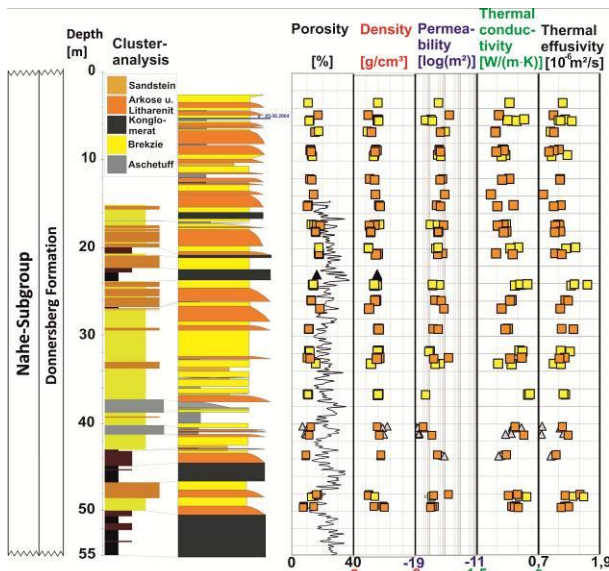 Depth
[m]
Cluster-
analysis
Porosity
[%]
Density
[g/cm³]
Permea-
bility
[log(m²)]
Thermal
conduc-
tivity
[W/(m·K)]
Thermal
effusivity
[10⁻⁶m²/s]
Sandstein
Arkose u.
Litharenit
Konglo-
merat
Brekzie
Aschetuff
0
10
20
30
40
50
55
Nahe-Subgroup
Donnersberg Formation
0
40
-19
-11
0,7
1,9